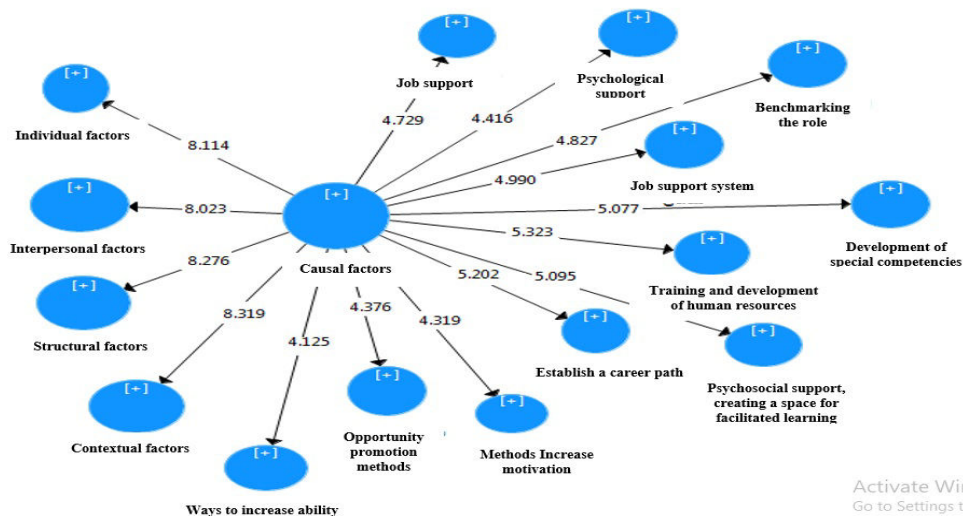 [+]
Job support
[+]
Psychological
support
[+]
Benchmarking
the role
[+]
Individual factors
8.114
4.729
4.416
4.827
[+]
Job support system
4.990
[+]
Interpersonal factors
8.023
[+]
Causal factors
5.077
[+]
Development of
special competencies
5.323
[+]
Training and development
of human resources
8.276
[+]
Structural factors
5.202
5.095
[+]
Establish a career path
[+]
Psychosocial support,
creating a space for
facilitated learning
8.319
4.125
4.376
4.319
[+]
Contextual factors
[+]
Opportunity
promotion
methods
[+]
Methods Increase
motivation
[+]
Ways to increase ability
Activate Wi
Go to Settings t